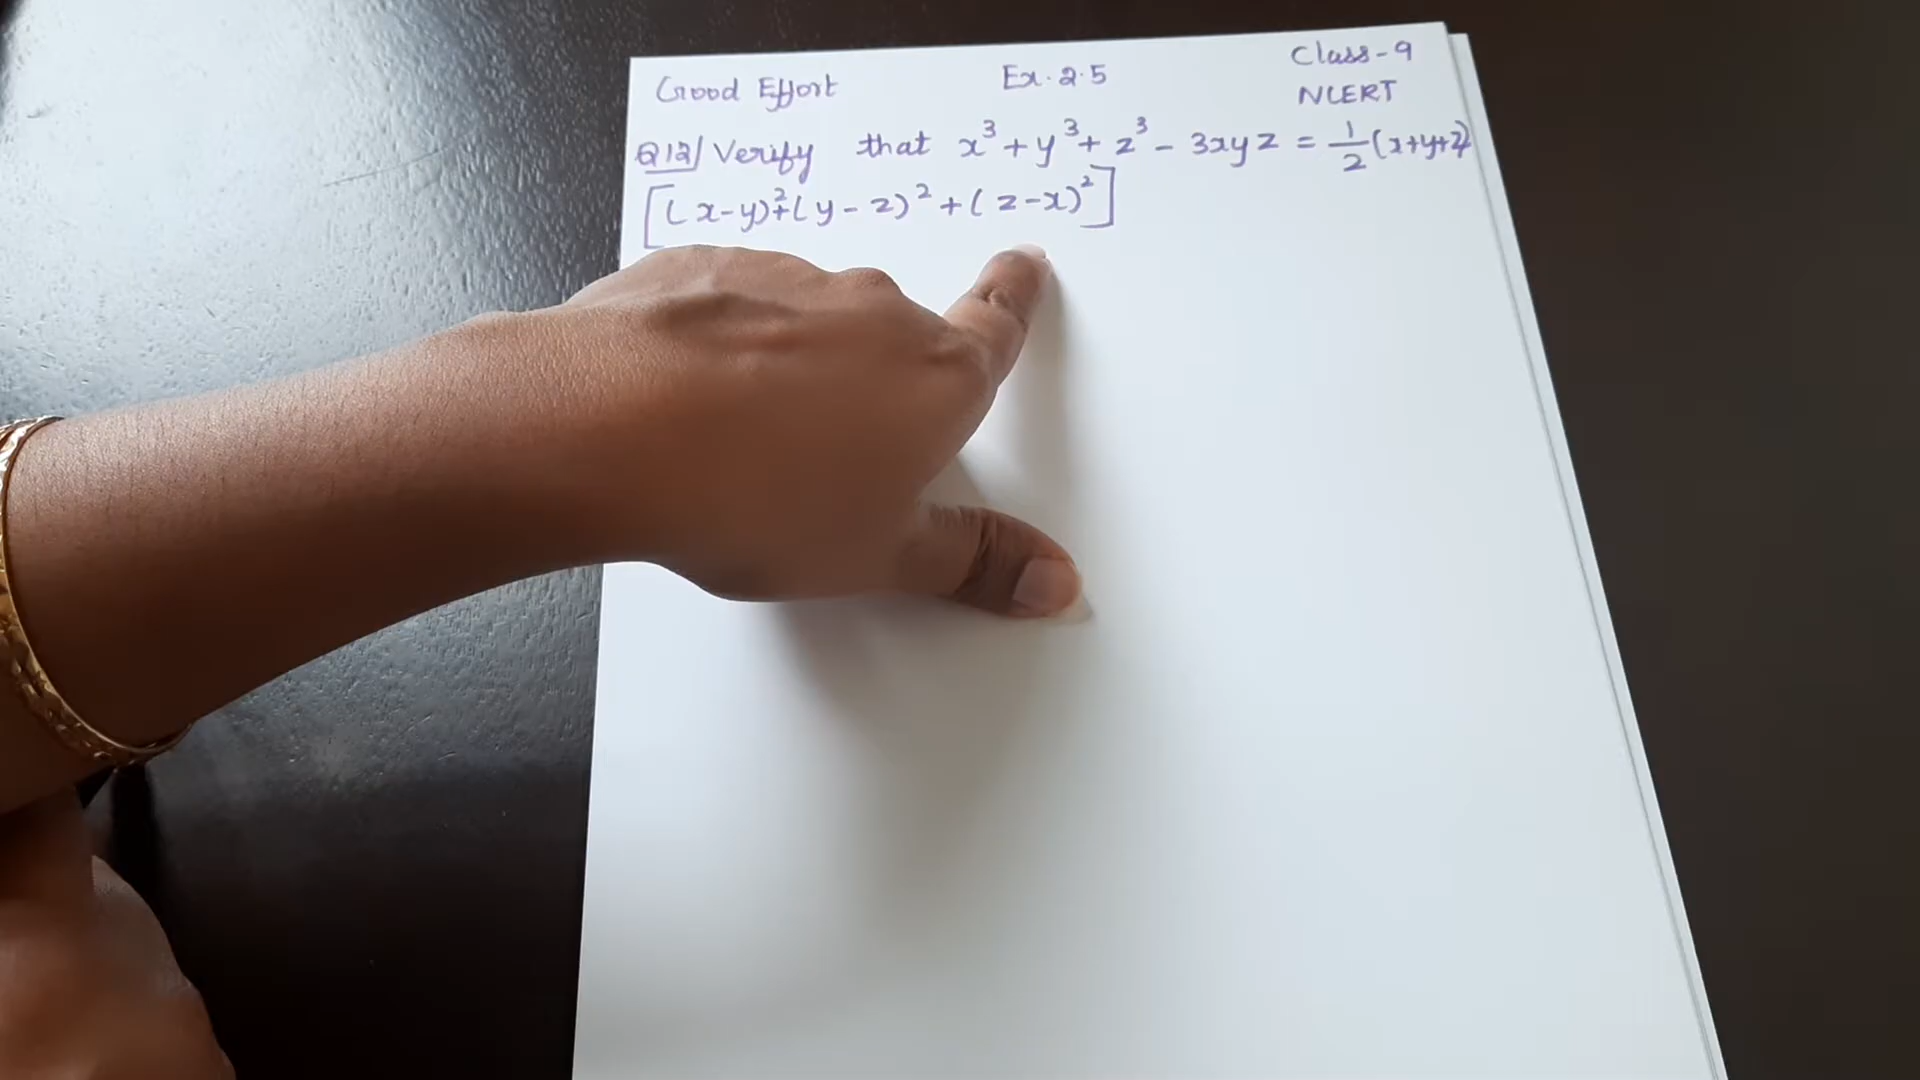 Good Effort Ex. 2.5 Class-9
NCERT
Q12/ Verify that x³ + y³ + z³ - 3xyz = 1/2 (x+y+z)
[(x-y)²+(y-z)² + (z-x)²]